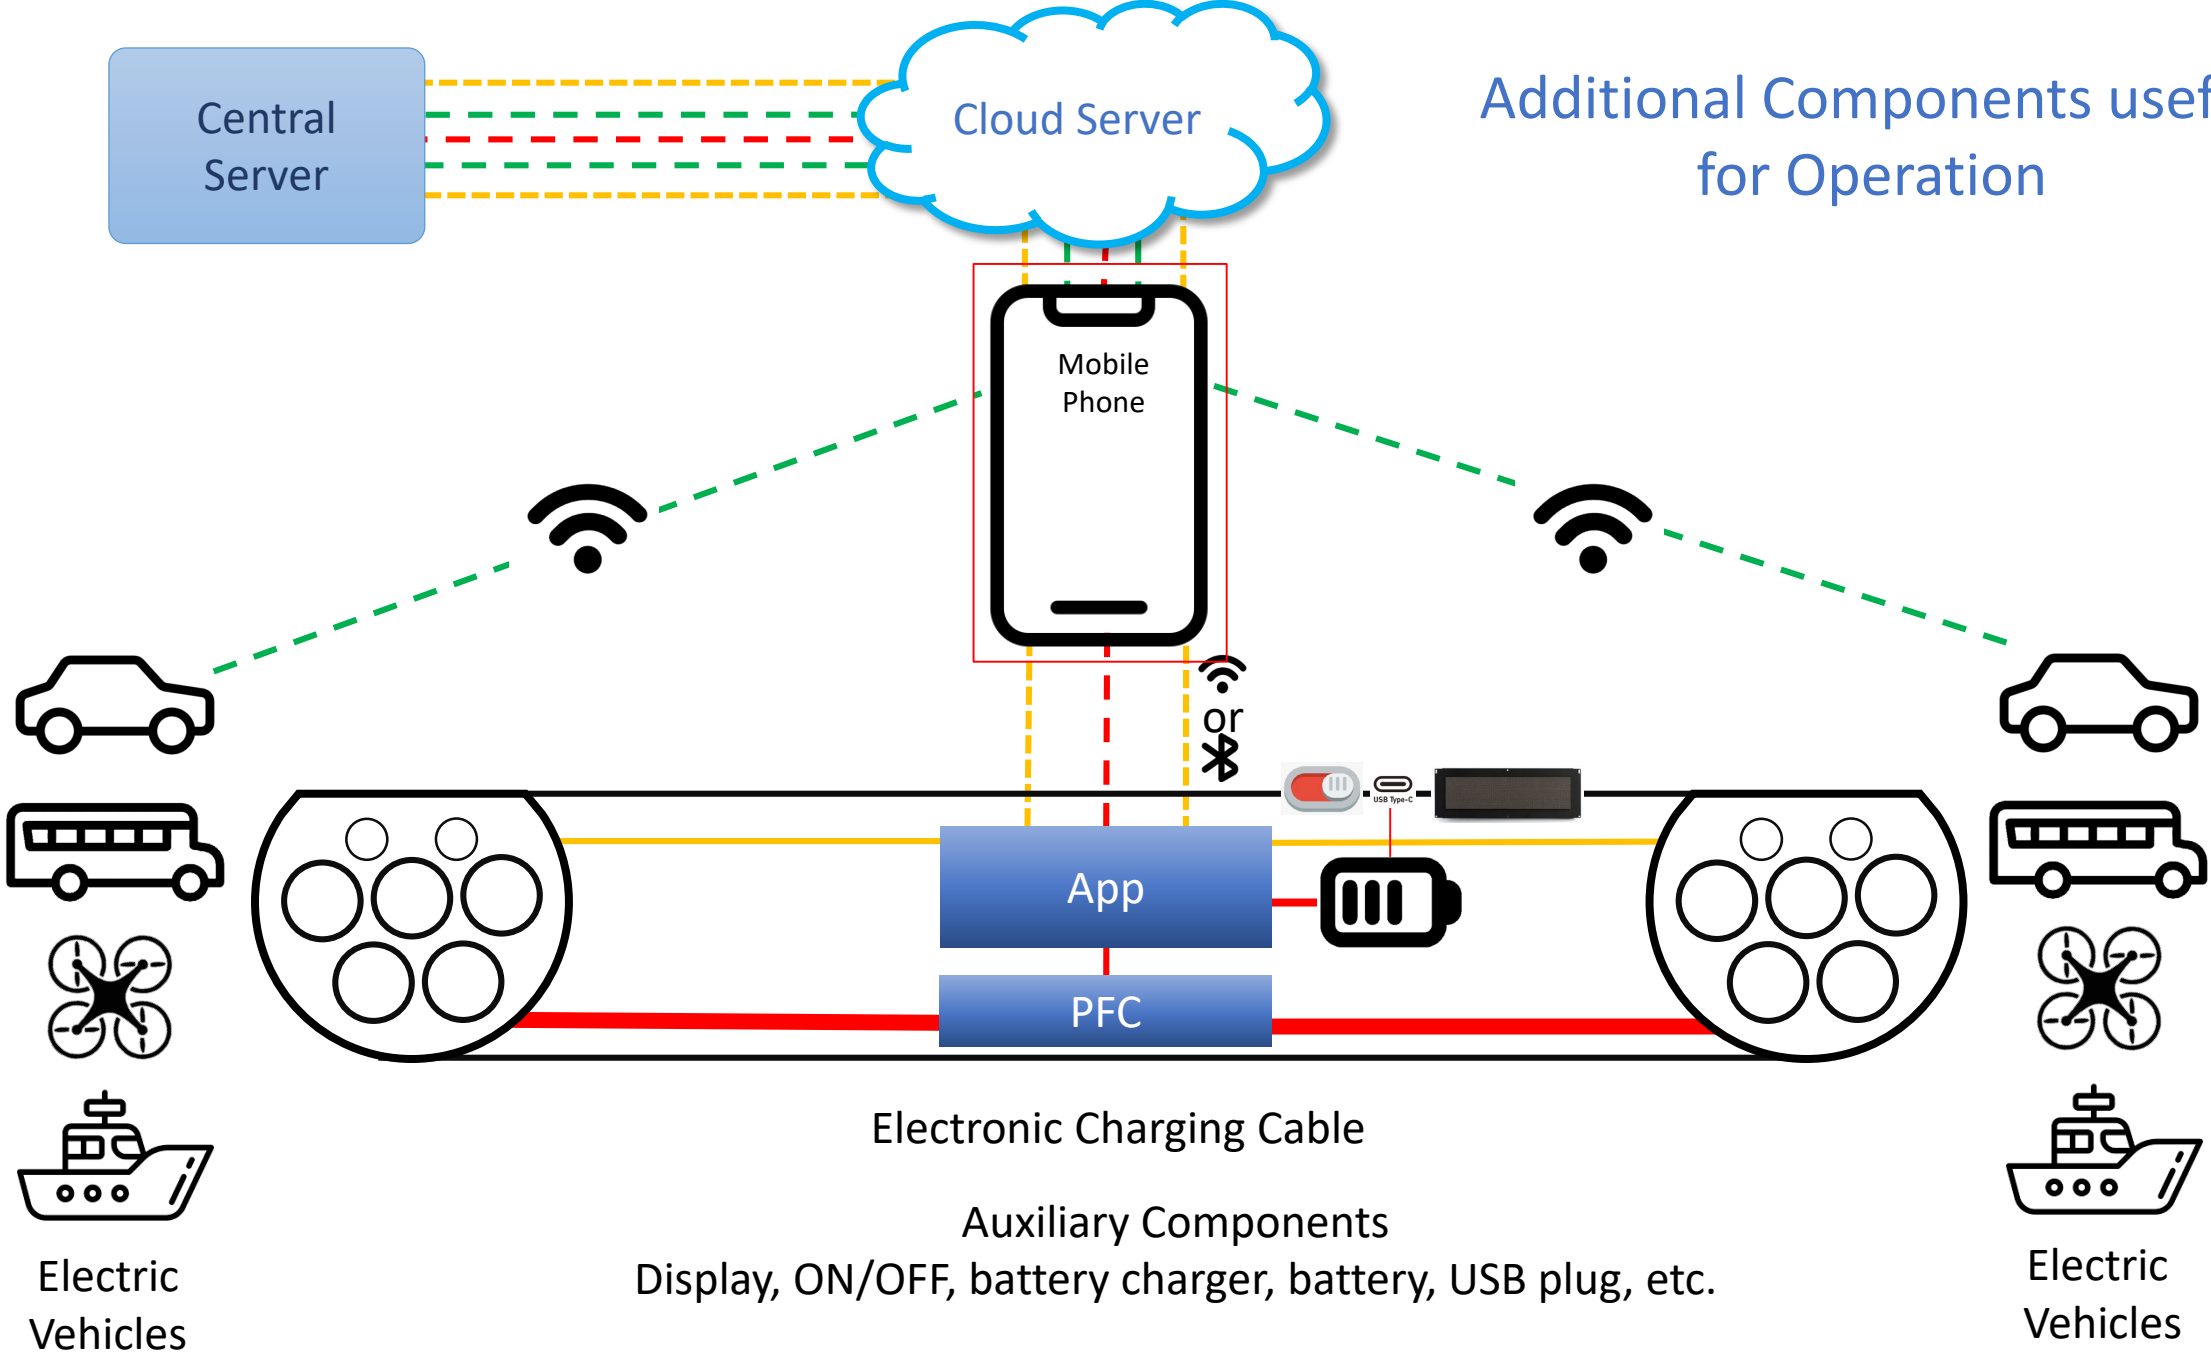 Central
Server
Cloud Server
Additional Components usef
for Operation
Mobile
Phone
or
USB Type-C
App
PFC
Electronic Charging Cable
Auxiliary Components
Display, ON/OFF, battery charger, battery, USB plug, etc.
Electric
Vehicles
Electric
Vehicles